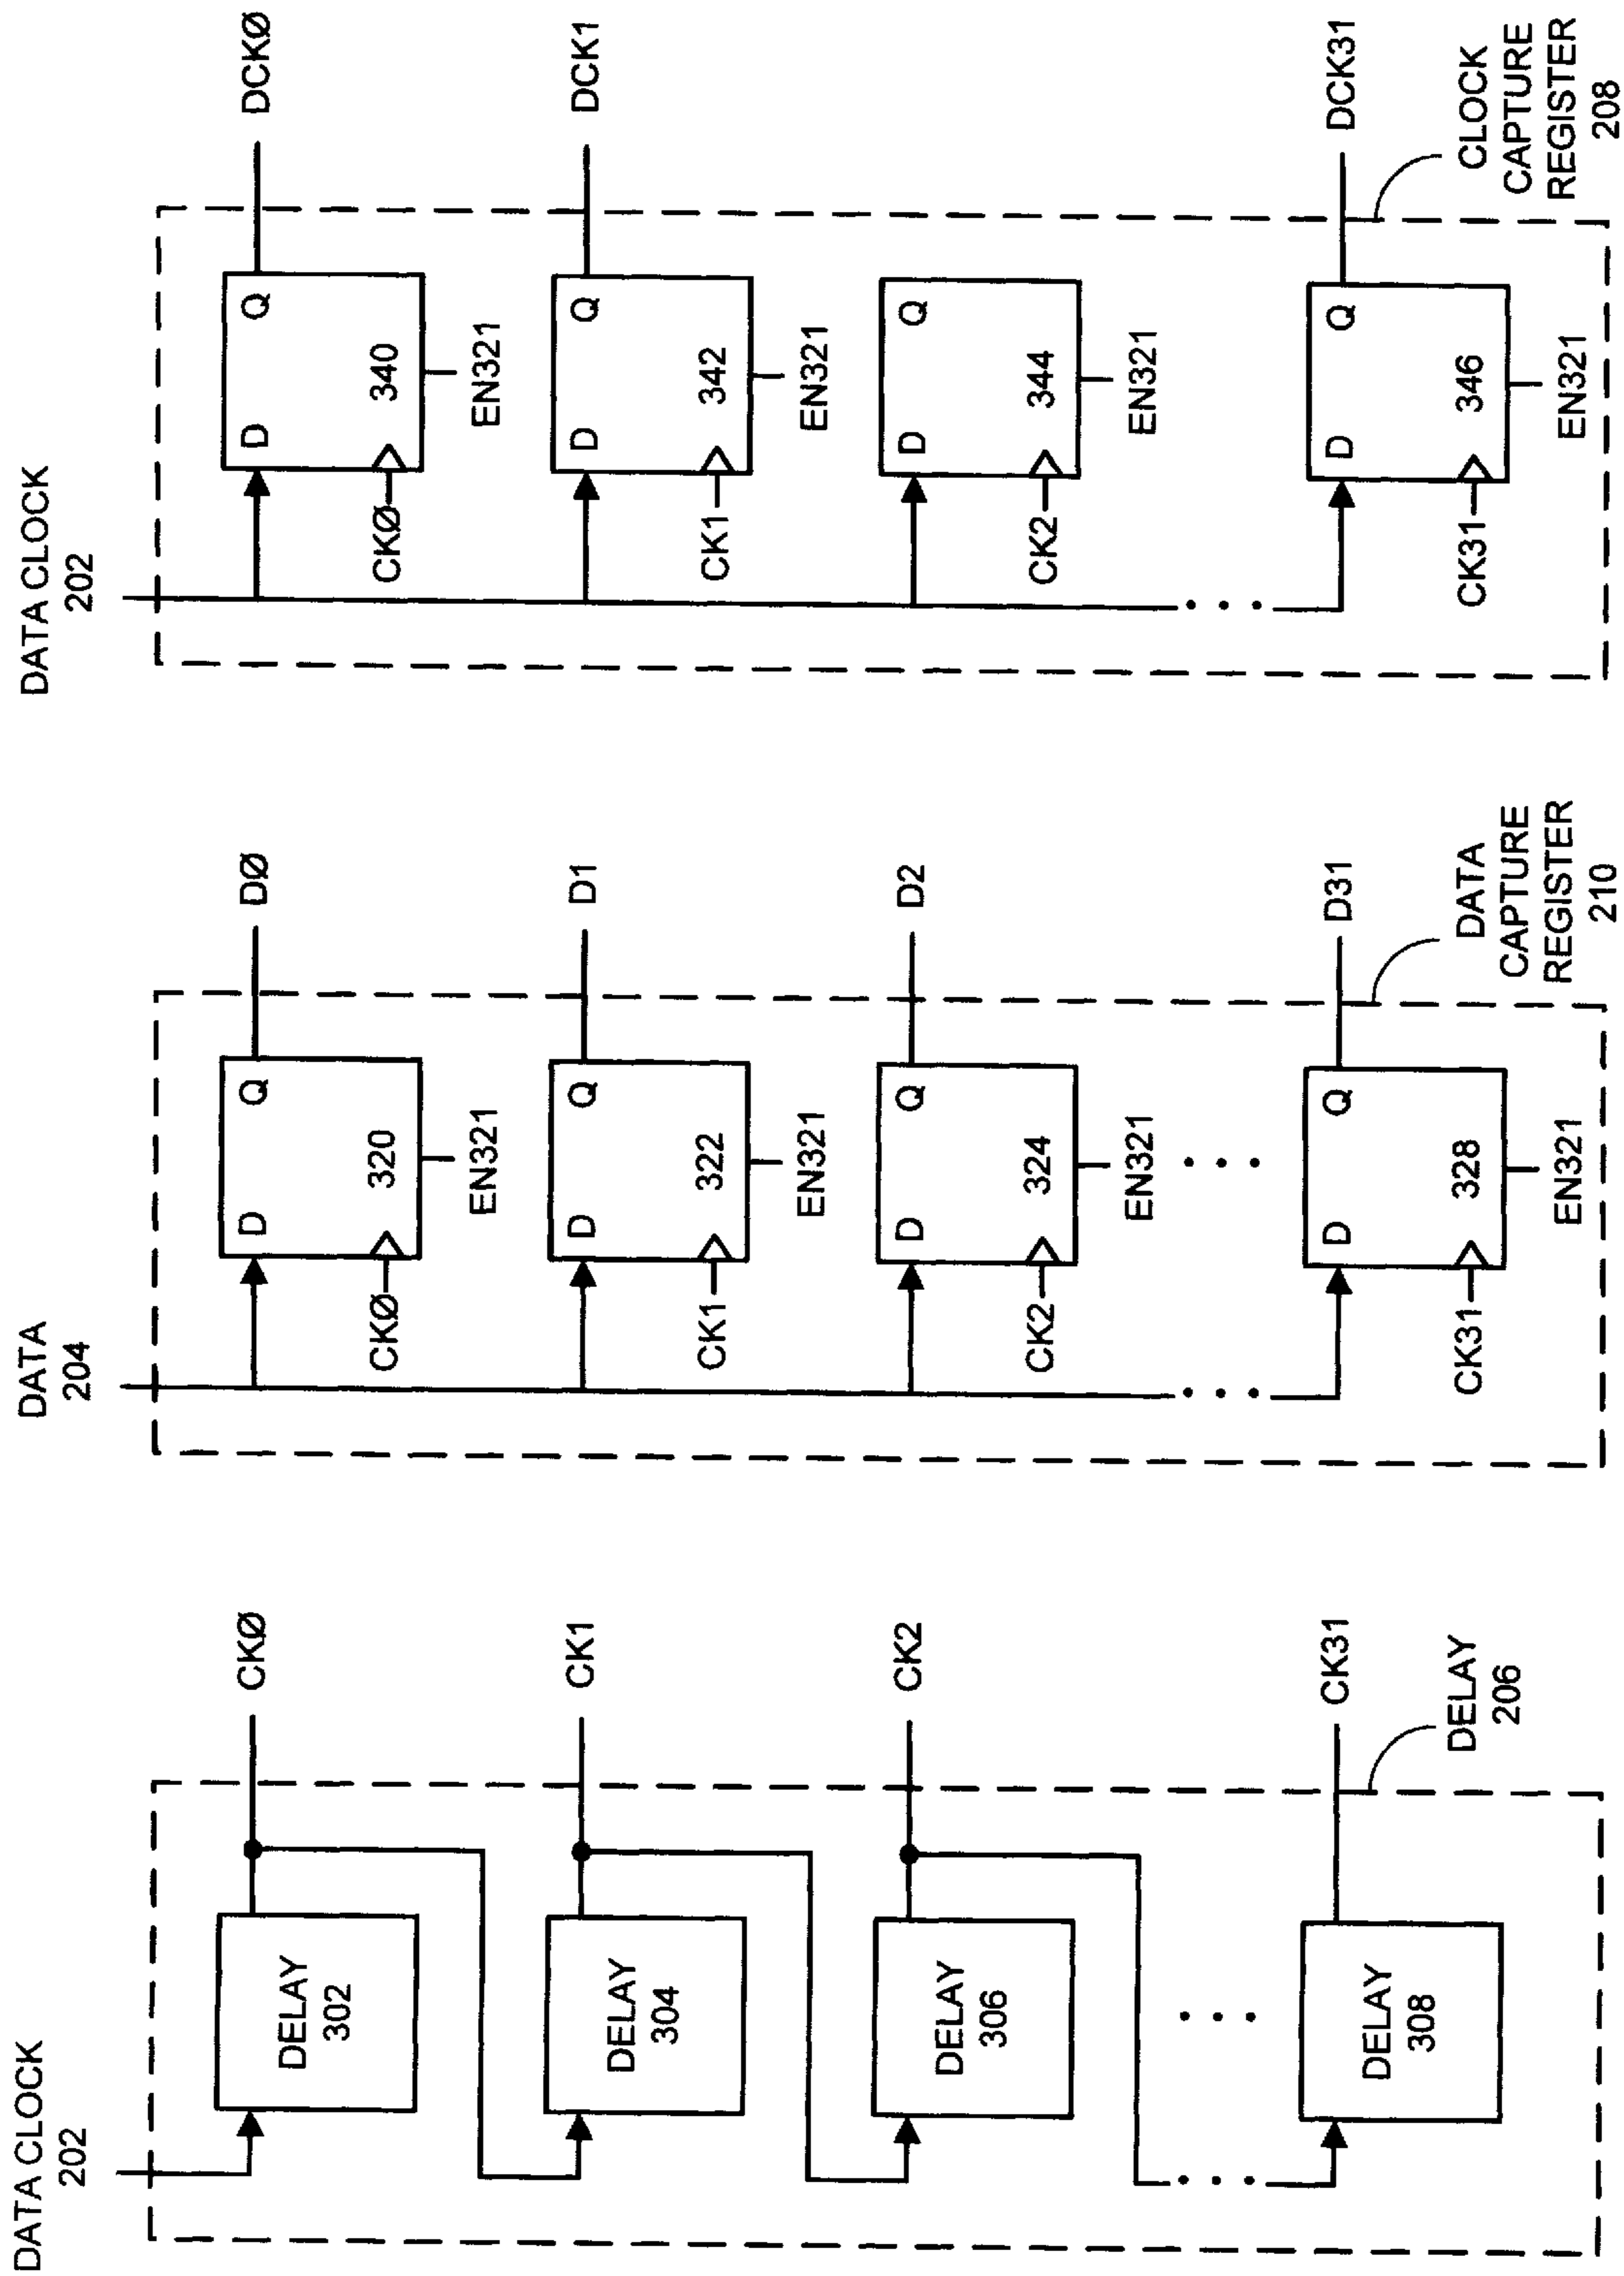 DATA CLOCK
202
DELAY
302
CKØ
DELAY
304
CK1
DELAY
306
CK2
. . .
. . .
DELAY
308
CK31
DELAY
206
DATA
204
D
Q
320
CKØ
EN321
DØ
D
Q
322
CK1
EN321
D1
D
Q
324
CK2
EN321
D2
. . .
. . .
D
Q
328
CK31
EN321
D31
DATA
CAPTURE
REGISTER
210
DATA CLOCK
202
D
Q
340
CKØ
EN321
DCKØ
D
Q
342
CK1
EN321
DCK1
D
Q
344
CK2
EN321
. . .
D
Q
346
CK31
EN321
DCK31
CLOCK
CAPTURE
REGISTER
208